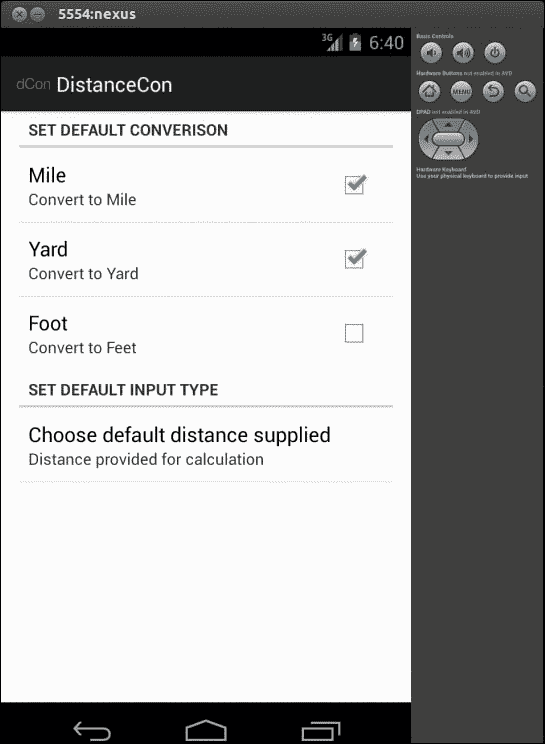 5554:nexus
3G 6:40
dCon DistanceCon
SET DEFAULT CONVERISON
Mile
Convert to Mile
Yard
Convert to Yard
Foot
Convert to Feet
SET DEFAULT INPUT TYPE
Choose default distance supplied
Distance provided for calculation
Basic Controls
Hardware Buttons not enabled in AVD
MENU
DPAD not enabled in AVD
Hardware Keyboard
Use your physical keyboard to provide input